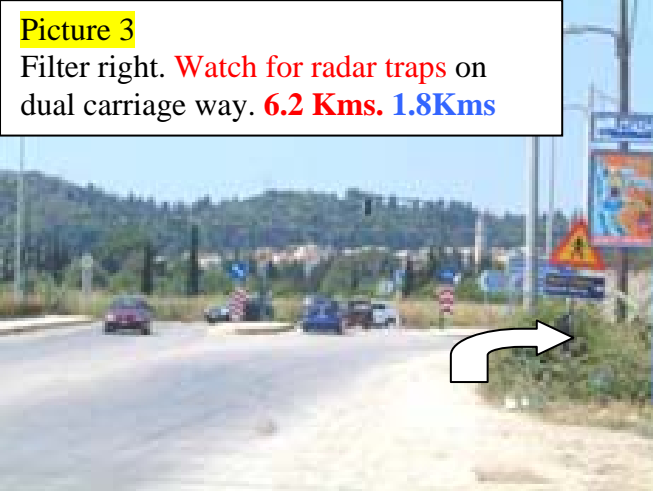 Picture 3
Filter right. Watch for radar traps on
dual carriage way. 6.2 Kms. 1.8Kms